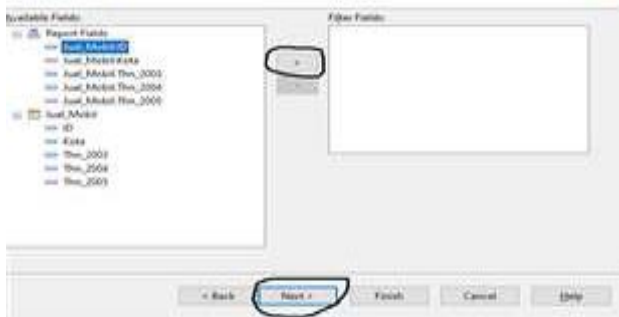 Available Fields:
Filter Fields:
Report Fields
Jual_Mobil.ID
Jual_Mobil.Kota
Jual_Mobil.Thn_2003
Jual_Mobil.Thn_2004
Jual_Mobil.Thn_2005
Jual_Mobil
ID
Kota
Thn_2003
Thn_2004
Thn_2005
>
< Back
Next >
Finish
Cancel
Help